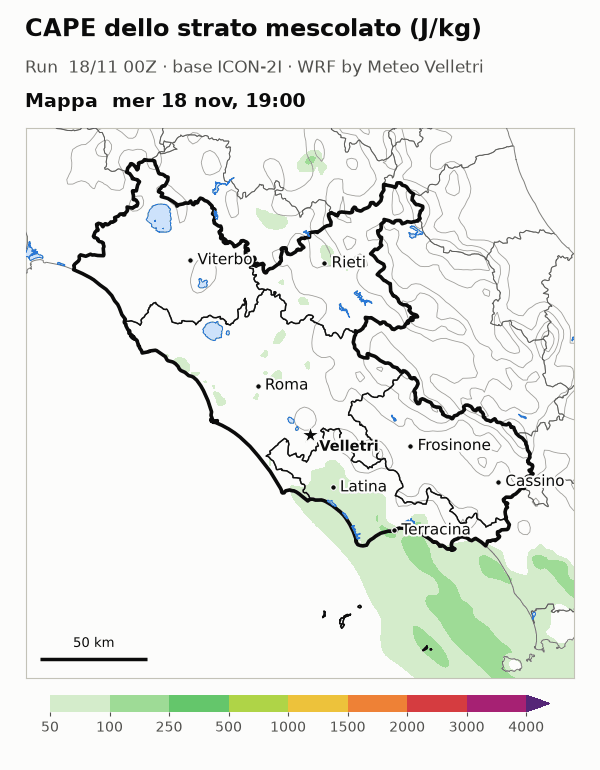 CAPE dello strato mescolato (J/kg)
Run  18/11 00Z · base ICON-2I · WRF by Meteo Velletri
Mappa  mer 18 nov, 19:00
Viterbo
Rieti
Roma
Velletri
Frosinone
Cassino
Latina
Terracina
50 km
50 100 250 500 1000 1500 2000 3000 4000